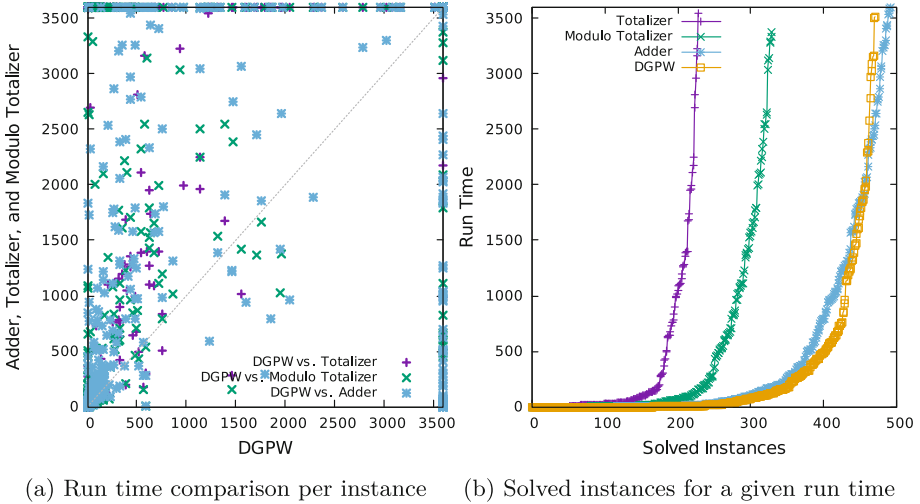 Adder, Totalizer, and Modulo Totalizer
3500
3000
2500
2000
1500
1000
500
0
DGPW vs. Totalizer
DGPW vs. Modulo Totalizer
DGPW vs. Adder
0 500 1000 1500 2000 2500 3000 3500
DGPW
(a) Run time comparison per instance
Run Time
3500
3000
2500
2000
1500
1000
500
0
Totalizer
Modulo Totalizer
Adder
DGPW
0 100 200 300 400 500
Solved Instances
(b) Solved instances for a given run time